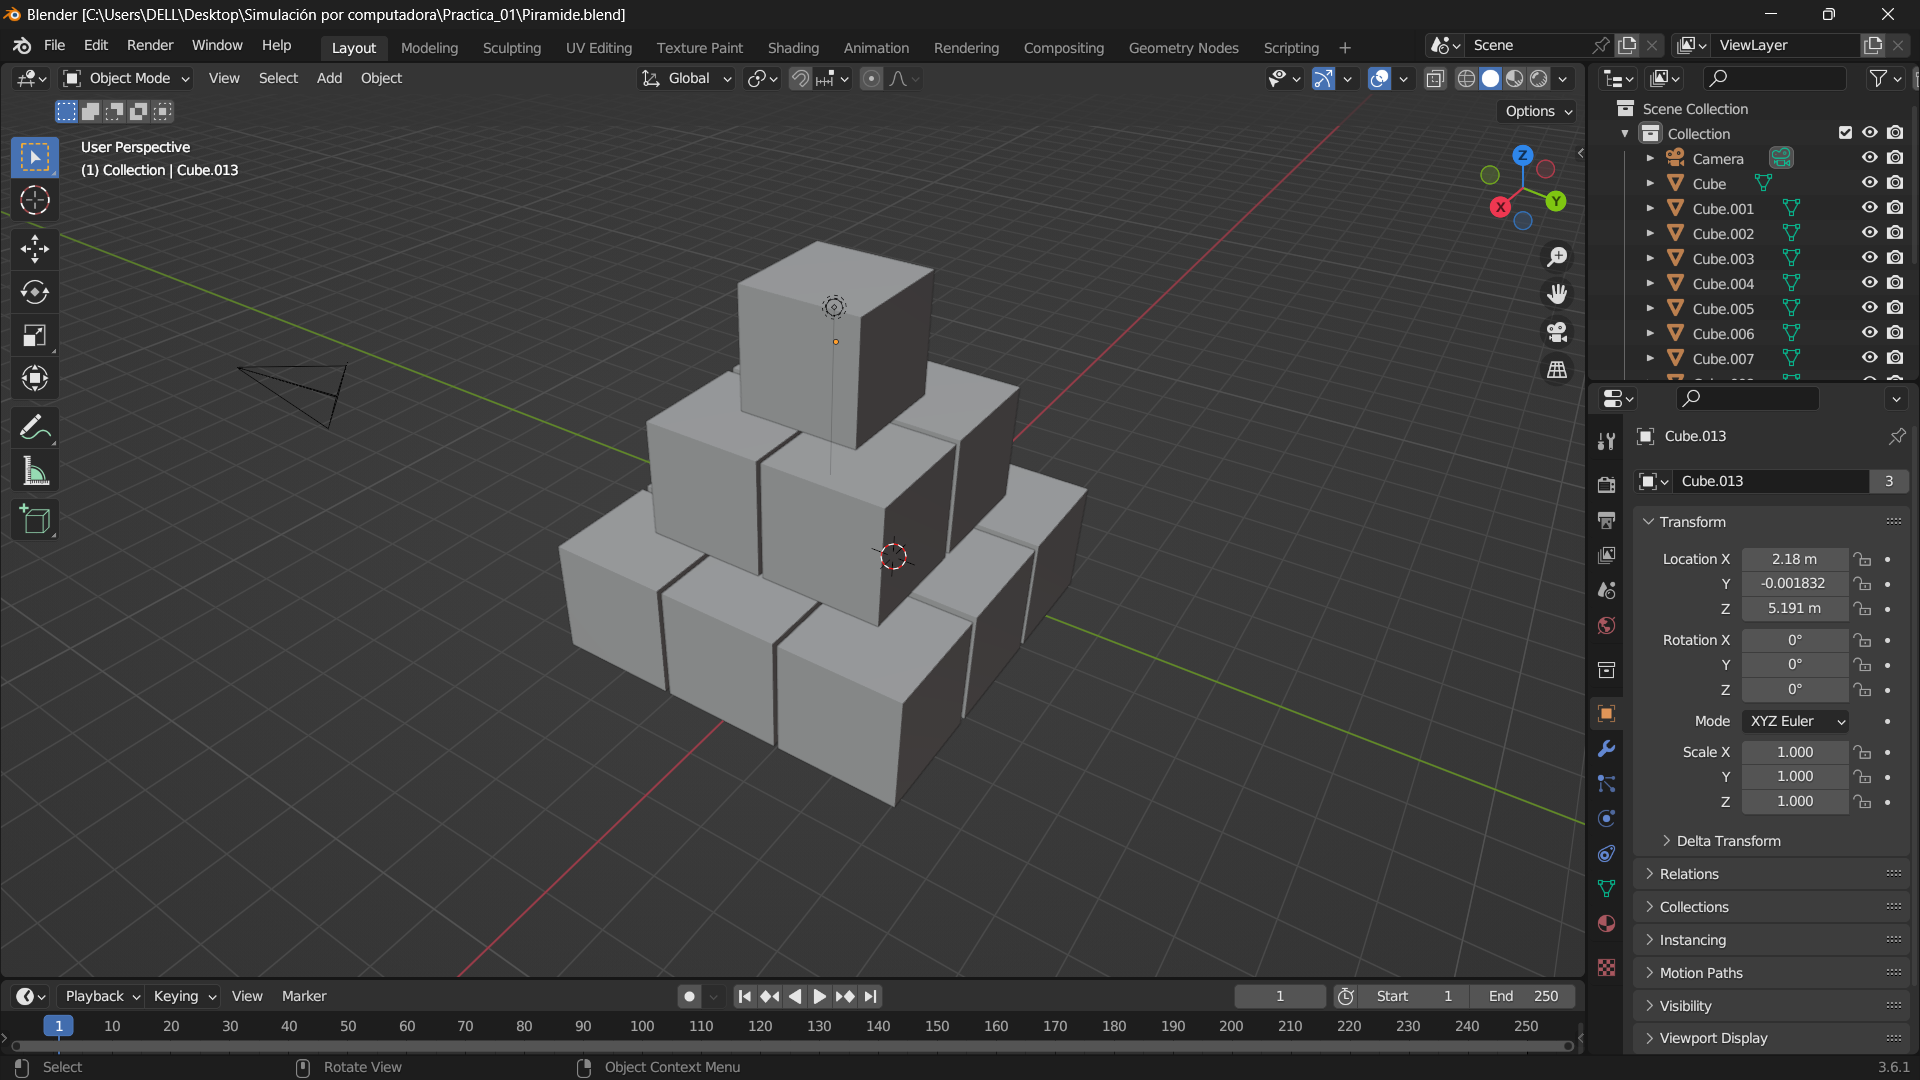 Blender [C:\Users\DELL\Desktop\Simulación por computadora\Practica_01\Piramide.blend]
File Edit Render Window Help Layout Modeling Sculpting UV Editing Texture Paint Shading Animation Rendering Compositing Geometry Nodes Scripting + Scene ViewLayer
Object Mode View Select Add Object Global
Options
User Perspective
(1) Collection | Cube.013
Z
Y
X
Scene Collection
Collection
Camera
Cube
Cube.001
Cube.002
Cube.003
Cube.004
Cube.005
Cube.006
Cube.007
Cube.013
Cube.013 3
Transform
Location X 2.18 m
Y -0.001832
Z 5.191 m
Rotation X 0°
Y 0°
Z 0°
Mode XYZ Euler
Scale X 1.000
Y 1.000
Z 1.000
Delta Transform
Relations
Collections
Instancing
Motion Paths
Visibility
Viewport Display
Playback Keying View Marker 1 Start 1 End 250
1 10 20 30 40 50 60 70 80 90 100 110 120 130 140 150 160 170 180 190 200 210 220 230 240 250
Select Rotate View Object Context Menu 3.6.1